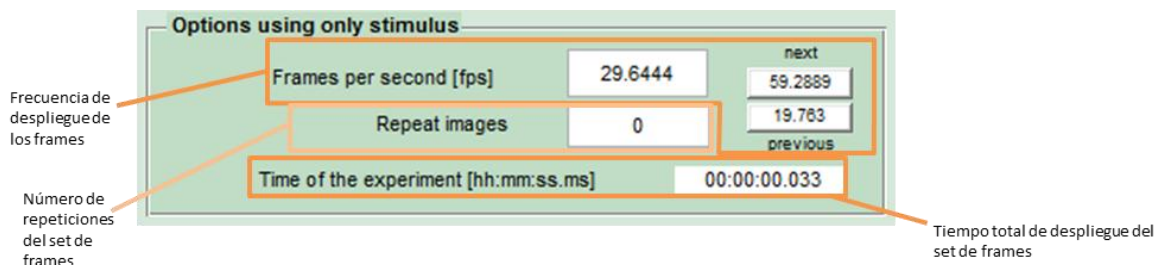 Options using only stimulus
next
Frames per second [fps] 29.6444 59.2889
19.763
Repeat images 0
previous
Time of the experiment [hh:mm:ss.ms] 00:00:00.033
Frecuencia de
despliegue de
los frames
Número de
repeticiones
del set de
frames
Tiempo total de despliegue del
set de frames